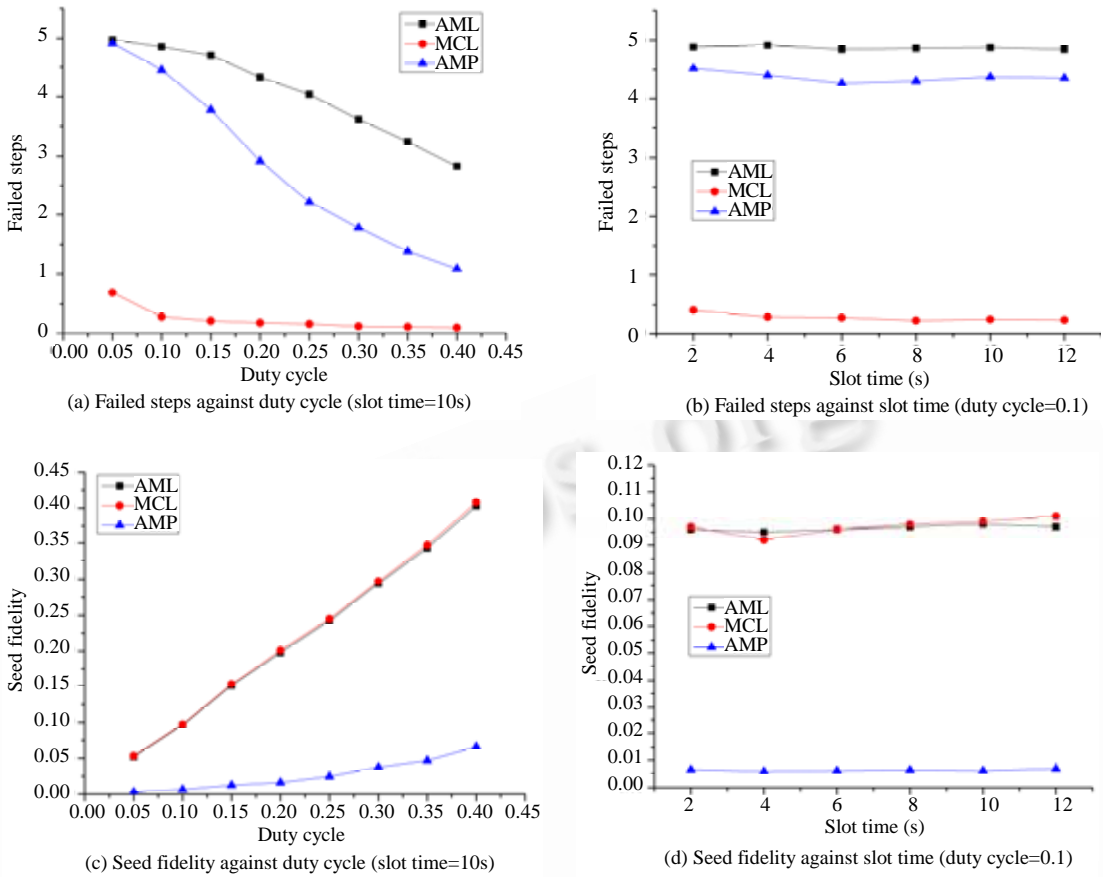 AML
MCL
AMP
5
4
3
2
1
0
Failed steps
0.00 0.05 0.10 0.15 0.20 0.25 0.30 0.35 0.40 0.45
Duty cycle
(a) Failed steps against duty cycle (slot time=10s)
5
4
3
2
1
0
Failed steps
AML
MCL
AMP
2 4 6 8 10 12
Slot time (s)
(b) Failed steps against slot time (duty cycle=0.1)
0.45
0.40
0.35
0.30
0.25
0.20
0.15
0.10
0.05
0.00
Seed fidelity
AML
MCL
AMP
0.00 0.05 0.10 0.15 0.20 0.25 0.30 0.35 0.40 0.45
Duty cycle
(c) Seed fidelity against duty cycle (slot time=10s)
0.12
0.11
0.10
0.09
0.08
0.07
0.06
0.05
0.04
0.03
0.02
0.01
0.00
Seed fidelity
AML
MCL
AMP
2 4 6 8 10 12
Slot time (s)
(d) Seed fidelity against slot time (duty cycle=0.1)